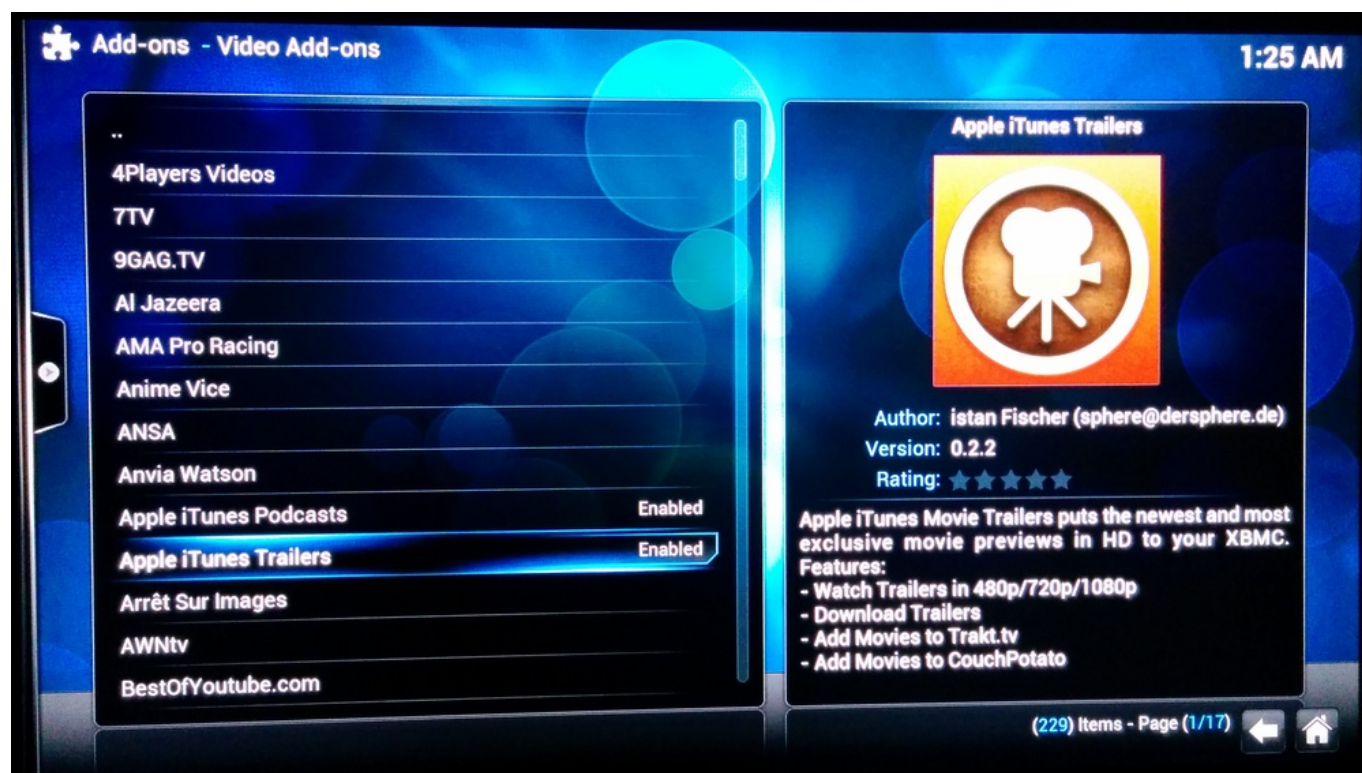 Add-ons - Video Add-ons
1:25 AM
..
4Players Videos
7TV
9GAG.TV
Al Jazeera
AMA Pro Racing
Anime Vice
ANSA
Anvia Watson
Apple iTunes Podcasts Enabled
Apple iTunes Trailers Enabled
Arrêt Sur Images
AWNtv
BestOfYoutube.com
Apple iTunes Trailers
Author: istan Fischer (sphere@dersphere.de)
Version: 0.2.2
Rating:
Apple iTunes Movie Trailers puts the newest and most
exclusive movie previews in HD to your XBMC.
Features:
- Watch Trailers in 480p/720p/1080p
- Download Trailers
- Add Movies to Trakt.tv
- Add Movies to CouchPotato
(229) Items - Page (1/17)